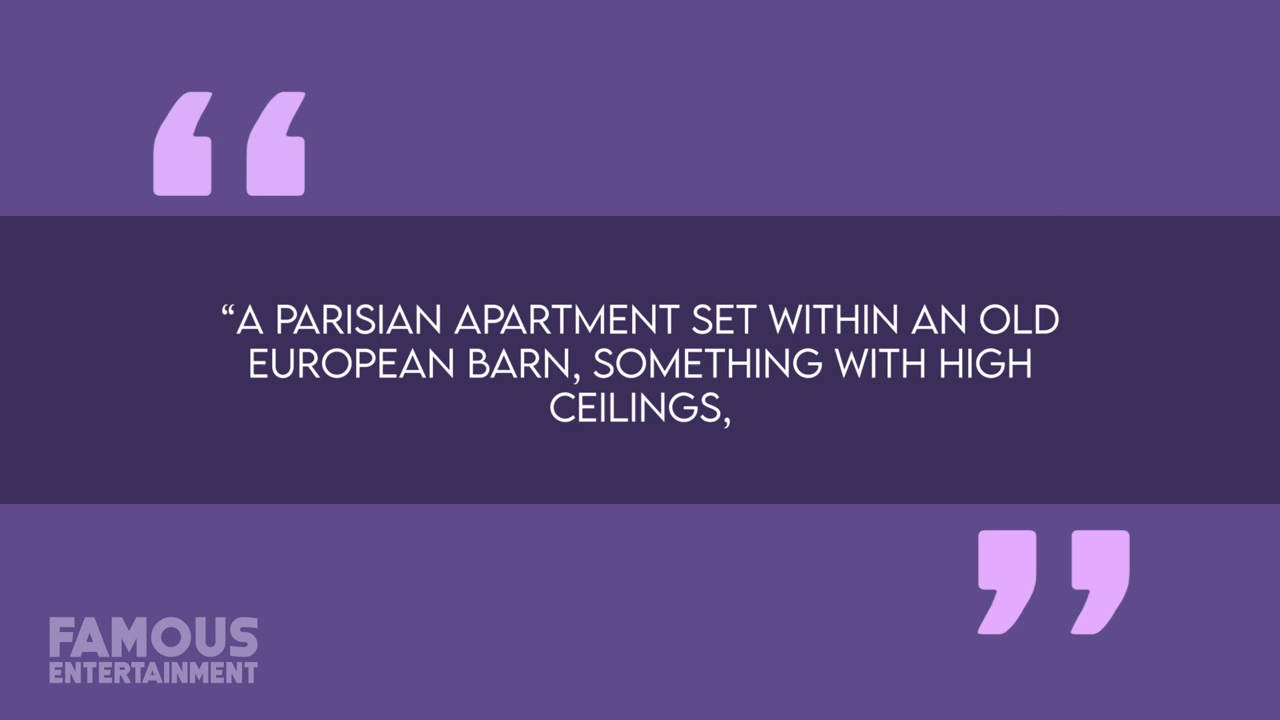 “A PARISIAN APARTMENT SET WITHIN AN OLD
EUROPEAN BARN, SOMETHING WITH HIGH
CEILINGS,
FAMOUS
ENTERTAINMENT